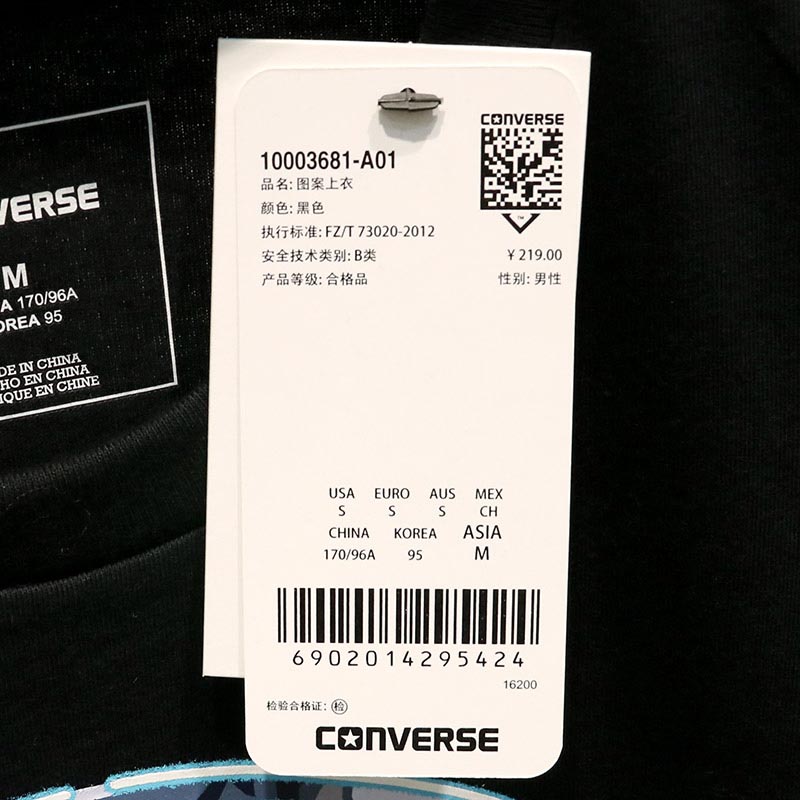 VERSE
M
A 170/96A
OREA 95
DE IN CHINA
HO EN CHINA
IQUE EN CHINE
CONVERSE
10003681-A01
品名: 图案上衣
颜色: 黑色
执行标准: FZ/T 73020-2012
安全技术类别: B类
¥ 219.00
产品等级: 合格品
性别: 男性
USA EURO AUS MEX
S S S CH
CHINA KOREA ASIA
170/96A 95 M
6902014295424
16200
检验合格证: 检
CONVERSE